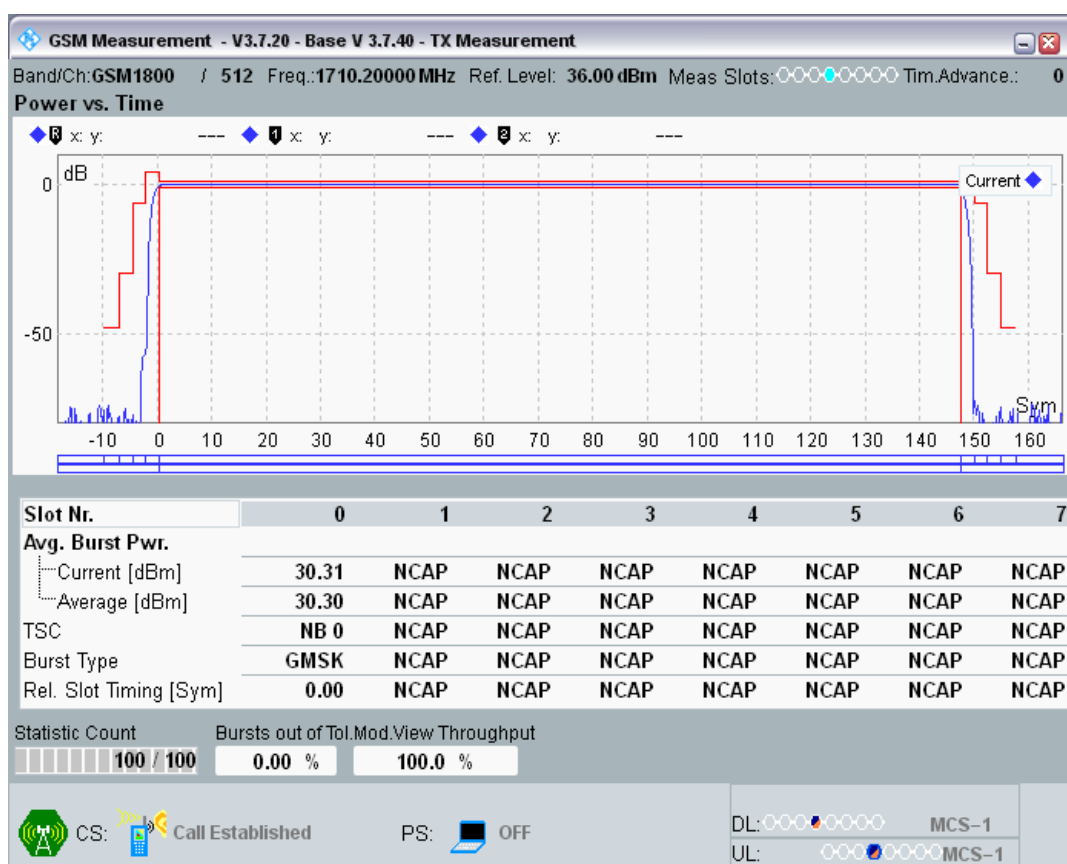 GSM Measurement - V3.7.20 - Base V 3.7.40 - TX Measurement
Band/Ch:GSM1800 / 512 Freq.:1710.20000 MHz Ref. Level: 36.00 dBm Meas Slots: Tim.Advance.: 0
Power vs. Time
R x: y: --- 1 x: y: --- 2 x: y: ---
dB
0
Current
-50
Sym
-10 0 10 20 30 40 50 60 70 80 90 100 110 120 130 140 150 160
Slot Nr. 0 1 2 3 4 5 6 7
Avg. Burst Pwr.
Current [dBm] 30.31 NCAP NCAP NCAP NCAP NCAP NCAP NCAP
Average [dBm] 30.30 NCAP NCAP NCAP NCAP NCAP NCAP NCAP
TSC NB 0 NCAP NCAP NCAP NCAP NCAP NCAP NCAP
Burst Type GMSK NCAP NCAP NCAP NCAP NCAP NCAP NCAP
Rel. Slot Timing [Sym] 0.00 NCAP NCAP NCAP NCAP NCAP NCAP NCAP
Statistic Count Bursts out of Tol. Mod.View Throughput
100 / 100 0.00 % 100.0 %
CS: Call Established PS: OFF
DL: MCS-1
UL: MCS-1